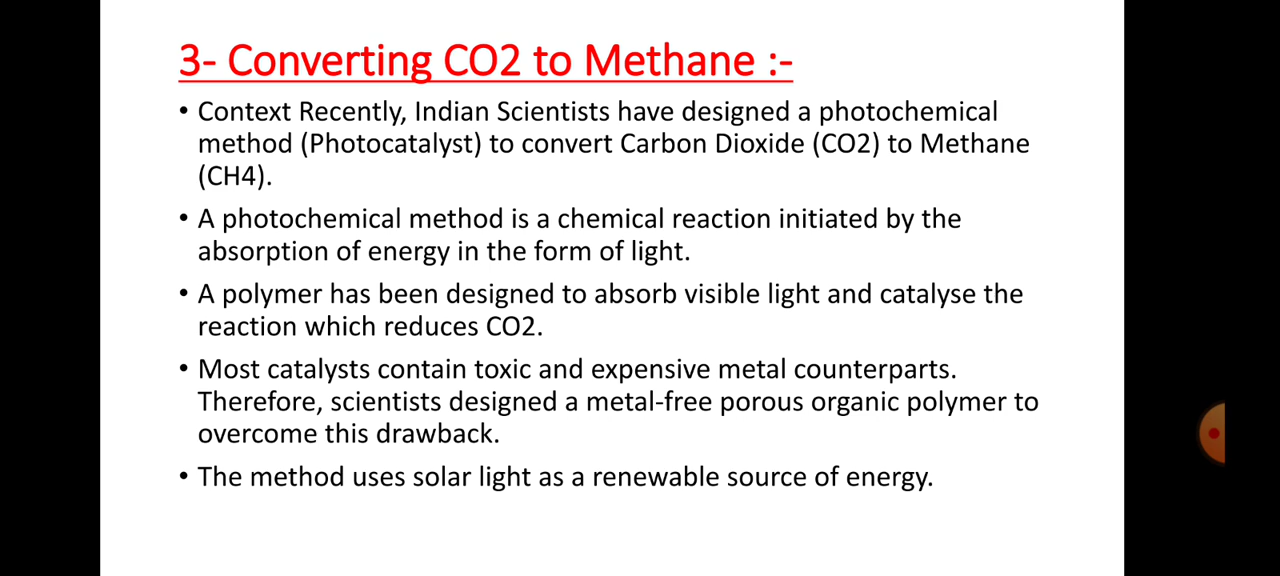 3- Converting CO2 to Methane :-
• Context Recently, Indian Scientists have designed a photochemical
method (Photocatalyst) to convert Carbon Dioxide (CO2) to Methane
(CH4).
• A photochemical method is a chemical reaction initiated by the
absorption of energy in the form of light.
• A polymer has been designed to absorb visible light and catalyse the
reaction which reduces CO2.
• Most catalysts contain toxic and expensive metal counterparts.
Therefore, scientists designed a metal-free porous organic polymer to
overcome this drawback.
• The method uses solar light as a renewable source of energy.